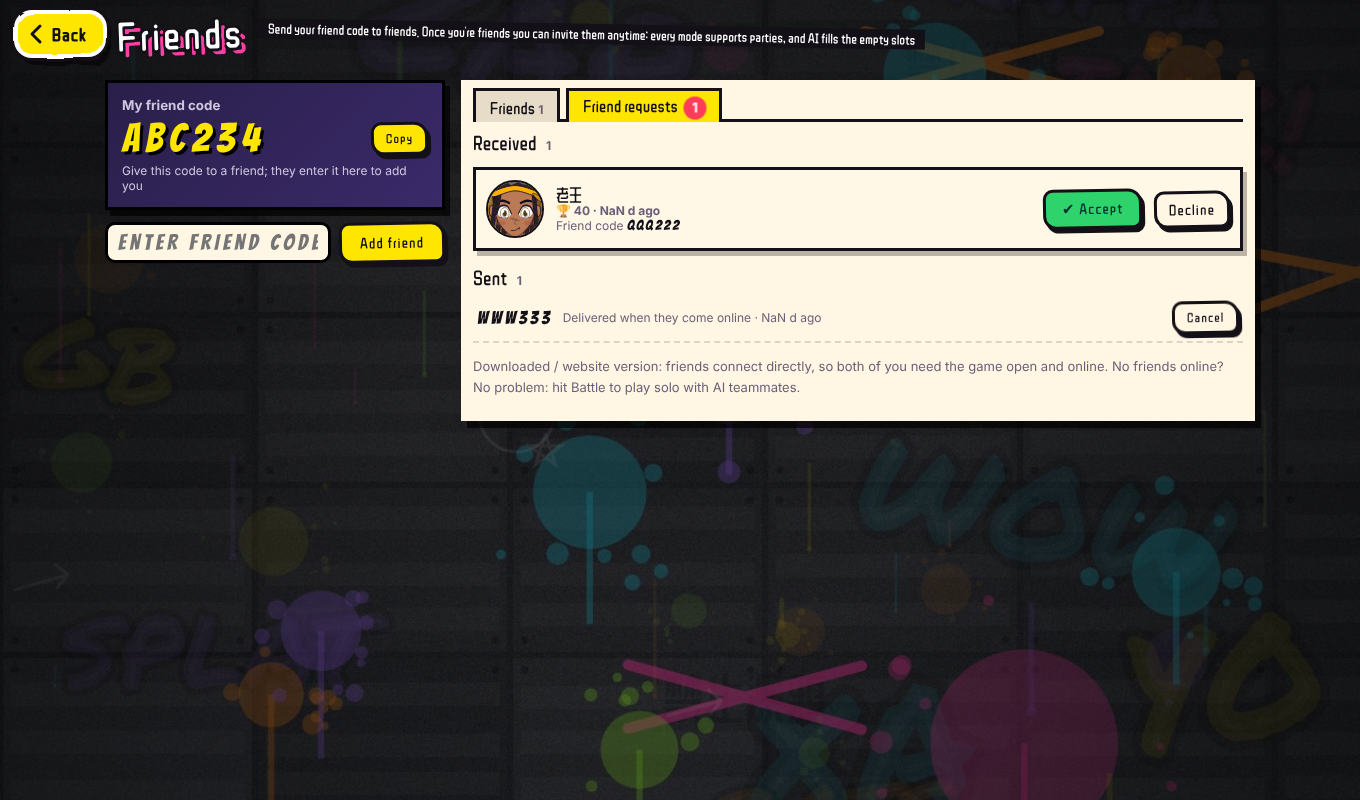 Back
Friends
Send your friend code to friends. Once you're friends you can invite them anytime: every mode supports parties, and AI fills the empty slots
My friend code
ABC234
Copy
Give this code to a friend; they enter it here to add
you
ENTER FRIEND CODE
Add friend
Friends 1
Friend requests 1
Received 1
老王
🏆 40 · NaN d ago
Friend code QQQ222
✔ Accept
Decline
Sent 1
WWW333 Delivered when they come online · NaN d ago
Cancel
Downloaded / website version: friends connect directly, so both of you need the game open and online. No friends online?
No problem: hit Battle to play solo with AI teammates.
GB
WOW
SPL
YO